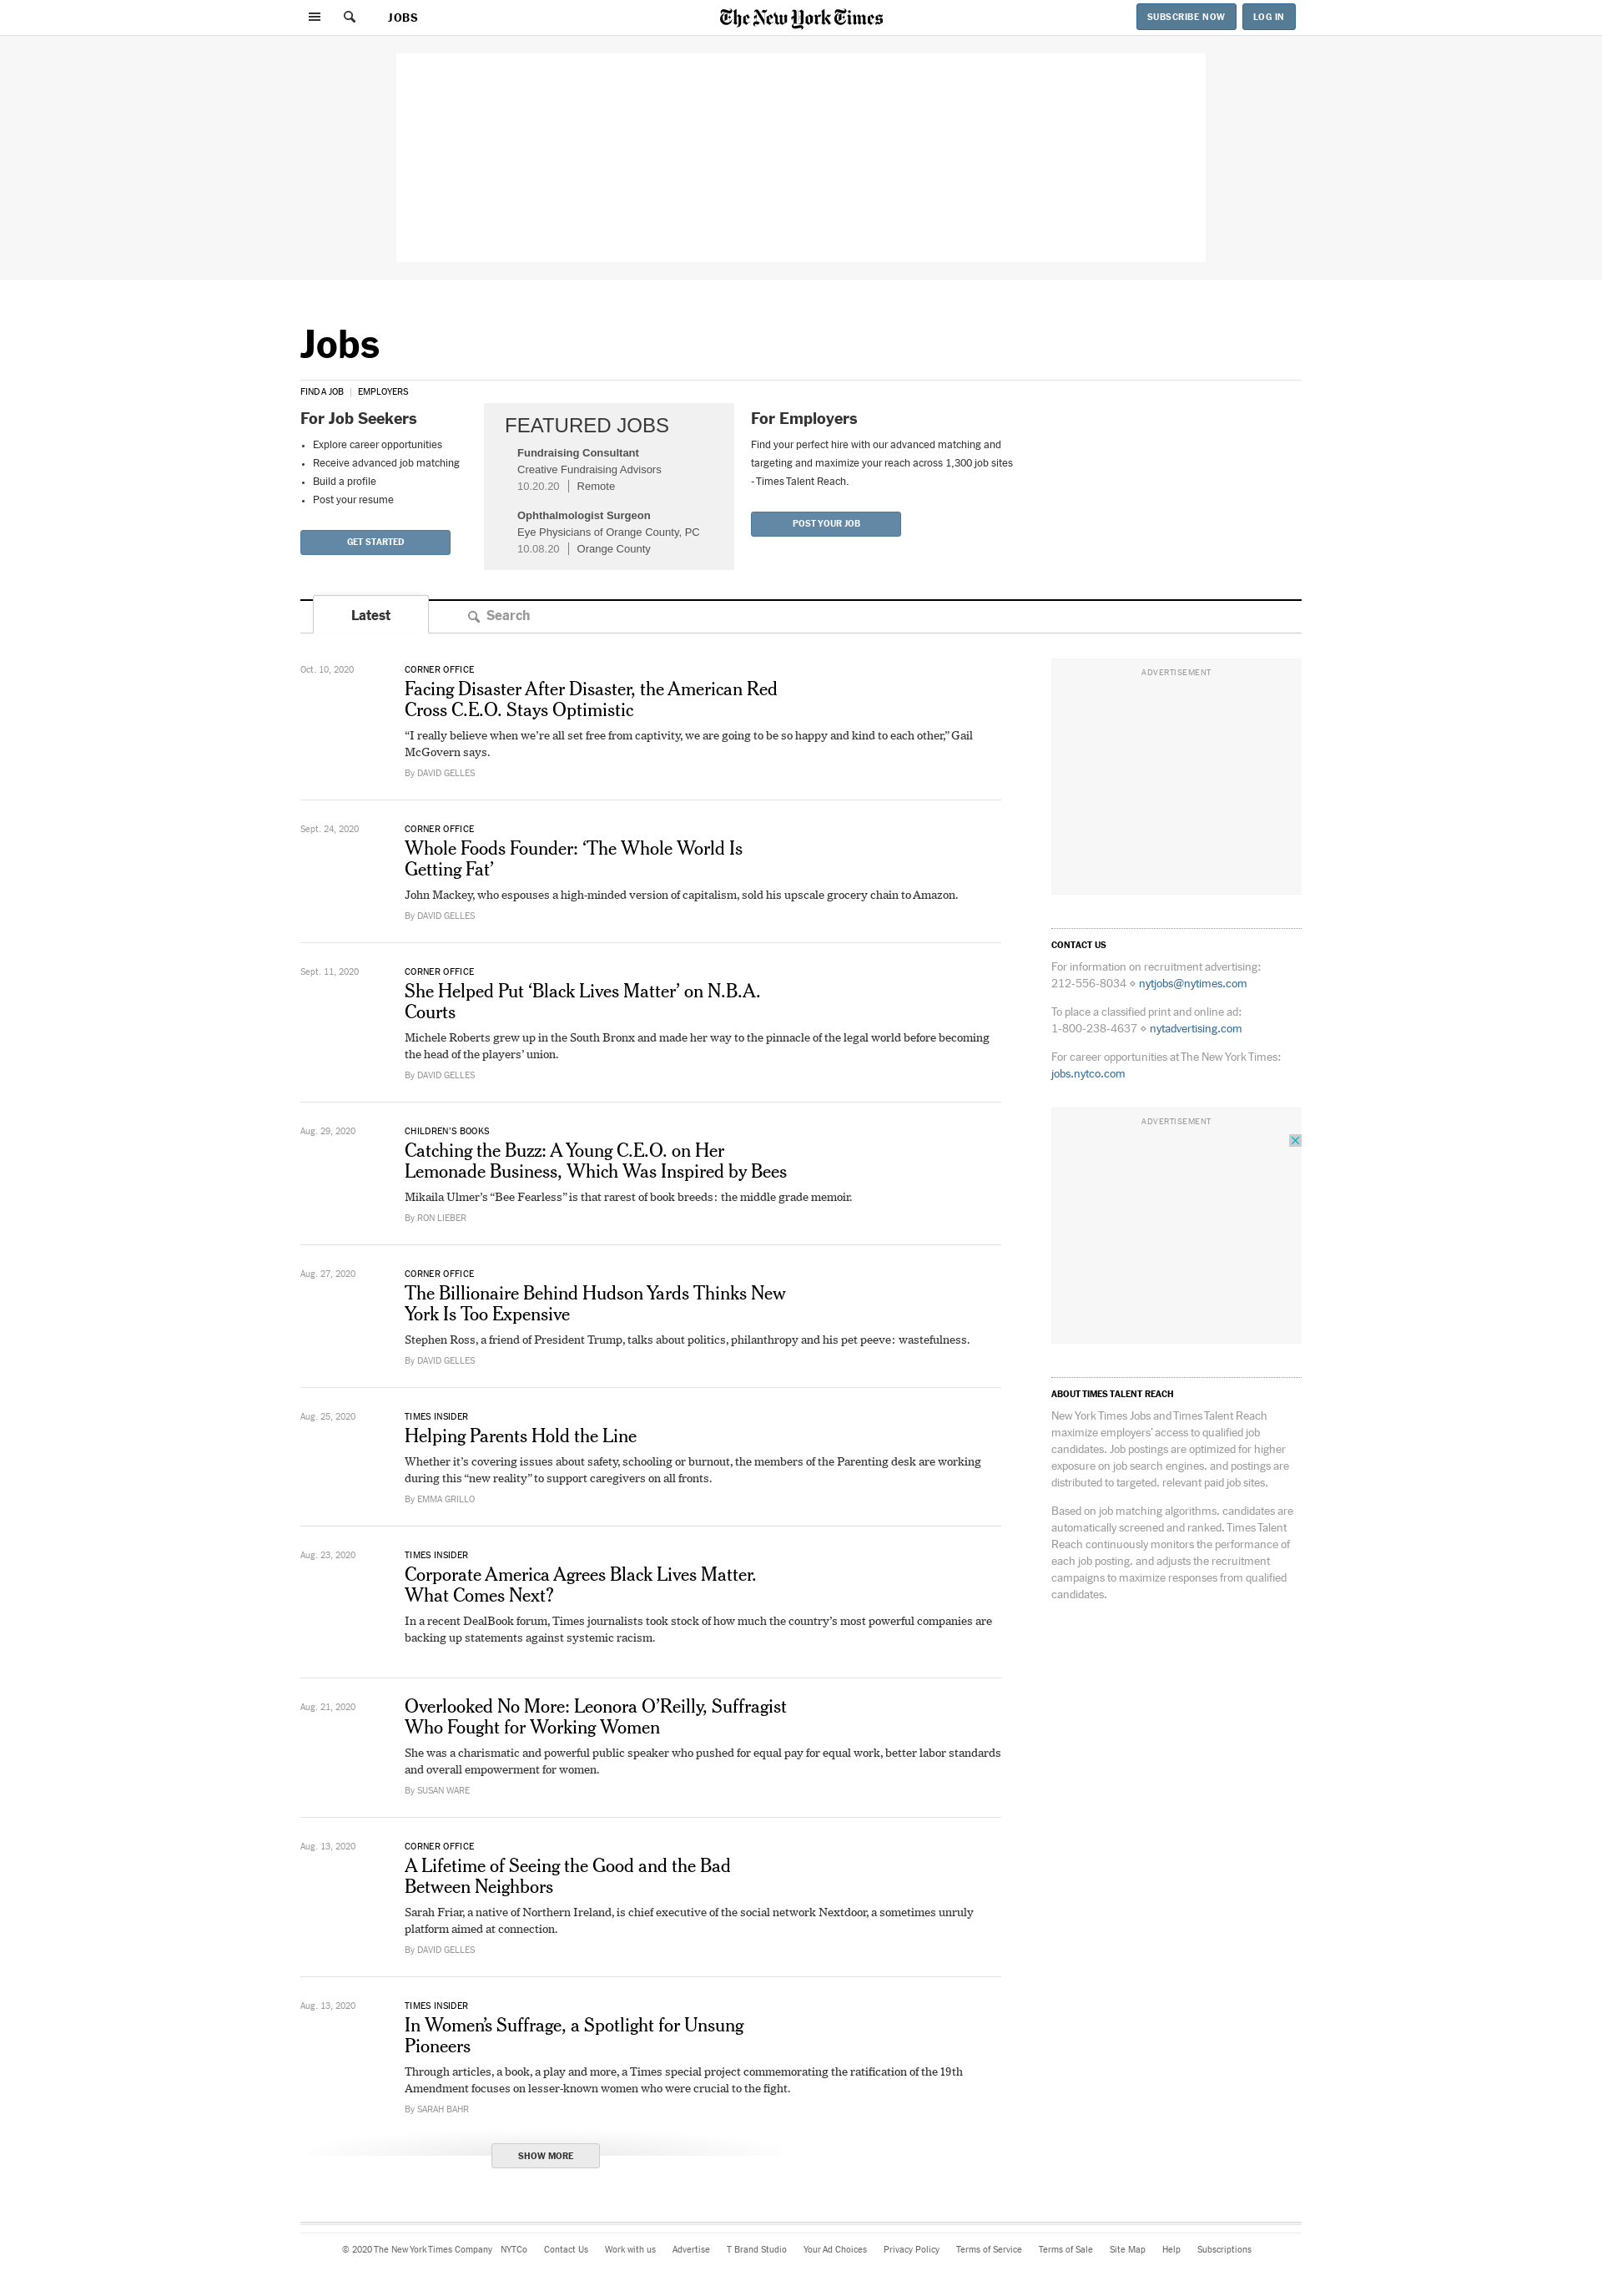 JOBS
The New York Times
SUBSCRIBE NOW
LOG IN
Jobs
FIND A JOB | EMPLOYERS
For Job Seekers
• Explore career opportunities
• Receive advanced job matching
• Build a profile
• Post your resume
GET STARTED
FEATURED JOBS
Fundraising Consultant
Creative Fundraising Advisors
10.20.20 | Remote
Ophthalmologist Surgeon
Eye Physicians of Orange County, PC
10.08.20 | Orange County
For Employers
Find your perfect hire with our advanced matching and
targeting and maximize your reach across 1,300 job sites
- Times Talent Reach.
POST YOUR JOB
Latest
Search
Oct. 10, 2020
CORNER OFFICE
Facing Disaster After Disaster, the American Red
Cross C.E.O. Stays Optimistic
“I really believe when we’re all set free from captivity, we are going to be so happy and kind to each other,” Gail
McGovern says.
By DAVID GELLES
Sept. 24, 2020
CORNER OFFICE
Whole Foods Founder: ‘The Whole World Is
Getting Fat’
John Mackey, who espouses a high-minded version of capitalism, sold his upscale grocery chain to Amazon.
By DAVID GELLES
Sept. 11, 2020
CORNER OFFICE
She Helped Put ‘Black Lives Matter’ on N.B.A.
Courts
Michele Roberts grew up in the South Bronx and made her way to the pinnacle of the legal world before becoming
the head of the players’ union.
By DAVID GELLES
Aug. 29, 2020
CHILDREN’S BOOKS
Catching the Buzz: A Young C.E.O. on Her
Lemonade Business, Which Was Inspired by Bees
Mikaila Ulmer’s “Bee Fearless” is that rarest of book breeds: the middle grade memoir.
By RON LIEBER
Aug. 27, 2020
CORNER OFFICE
The Billionaire Behind Hudson Yards Thinks New
York Is Too Expensive
Stephen Ross, a friend of President Trump, talks about politics, philanthropy and his pet peeve: wastefulness.
By DAVID GELLES
Aug. 25, 2020
TIMES INSIDER
Helping Parents Hold the Line
Whether it’s covering issues about safety, schooling or burnout, the members of the Parenting desk are working
during this “new reality” to support caregivers on all fronts.
By EMMA GRILLO
Aug. 23, 2020
TIMES INSIDER
Corporate America Agrees Black Lives Matter.
What Comes Next?
In a recent DealBook forum, Times journalists took stock of how much the country’s most powerful companies are
backing up statements against systemic racism.
Aug. 21, 2020
Overlooked No More: Leonora O’Reilly, Suffragist
Who Fought for Working Women
She was a charismatic and powerful public speaker who pushed for equal pay for equal work, better labor standards
and overall empowerment for women.
By SUSAN WARE
Aug. 13, 2020
CORNER OFFICE
A Lifetime of Seeing the Good and the Bad
Between Neighbors
Sarah Friar, a native of Northern Ireland, is chief executive of the social network Nextdoor, a sometimes unruly
platform aimed at connection.
By DAVID GELLES
Aug. 13, 2020
TIMES INSIDER
In Women’s Suffrage, a Spotlight for Unsung
Pioneers
Through articles, a book, a play and more, a Times special project commemorating the ratification of the 19th
Amendment focuses on lesser-known women who were crucial to the fight.
By SARAH BAHR
SHOW MORE
ADVERTISEMENT
CONTACT US
For information on recruitment advertising:
212-556-8034 ⋄ nytjobs@nytimes.com
To place a classified print and online ad:
1-800-238-4637 ⋄ nytadvertising.com
For career opportunities at The New York Times:
jobs.nytco.com
ADVERTISEMENT
ABOUT TIMES TALENT REACH
New York Times Jobs and Times Talent Reach
maximize employers’ access to qualified job
candidates. Job postings are optimized for higher
exposure on job search engines, and postings are
distributed to targeted, relevant paid job sites.
Based on job matching algorithms, candidates are
automatically screened and ranked. Times Talent
Reach continuously monitors the performance of
each job posting, and adjusts the recruitment
campaigns to maximize responses from qualified
candidates.
© 2020 The New York Times Company NYTCo Contact Us Work with us Advertise T Brand Studio Your Ad Choices Privacy Policy Terms of Service Terms of Sale Site Map Help Subscriptions